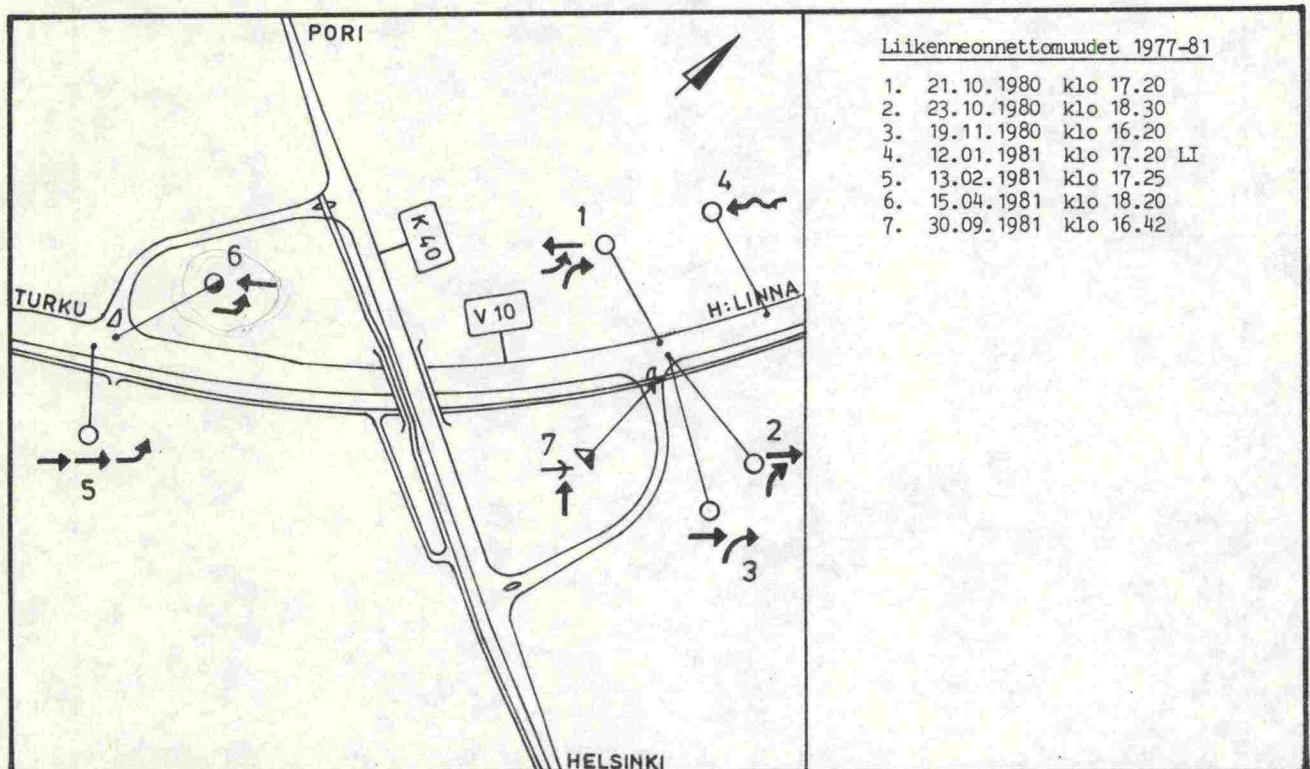 PORI
K 40
1
4
6
TURKU
V 10
H:LINNA
7
2
5
3
HELSINKI
Liikenneonnettomuudet 1977-81
1. 21.10.1980 klo 17.20
2. 23.10.1980 klo 18.30
3. 19.11.1980 klo 16.20
4. 12.01.1981 klo 17.20 LI
5. 13.02.1981 klo 17.25
6. 15.04.1981 klo 18.20
7. 30.09.1981 klo 16.42